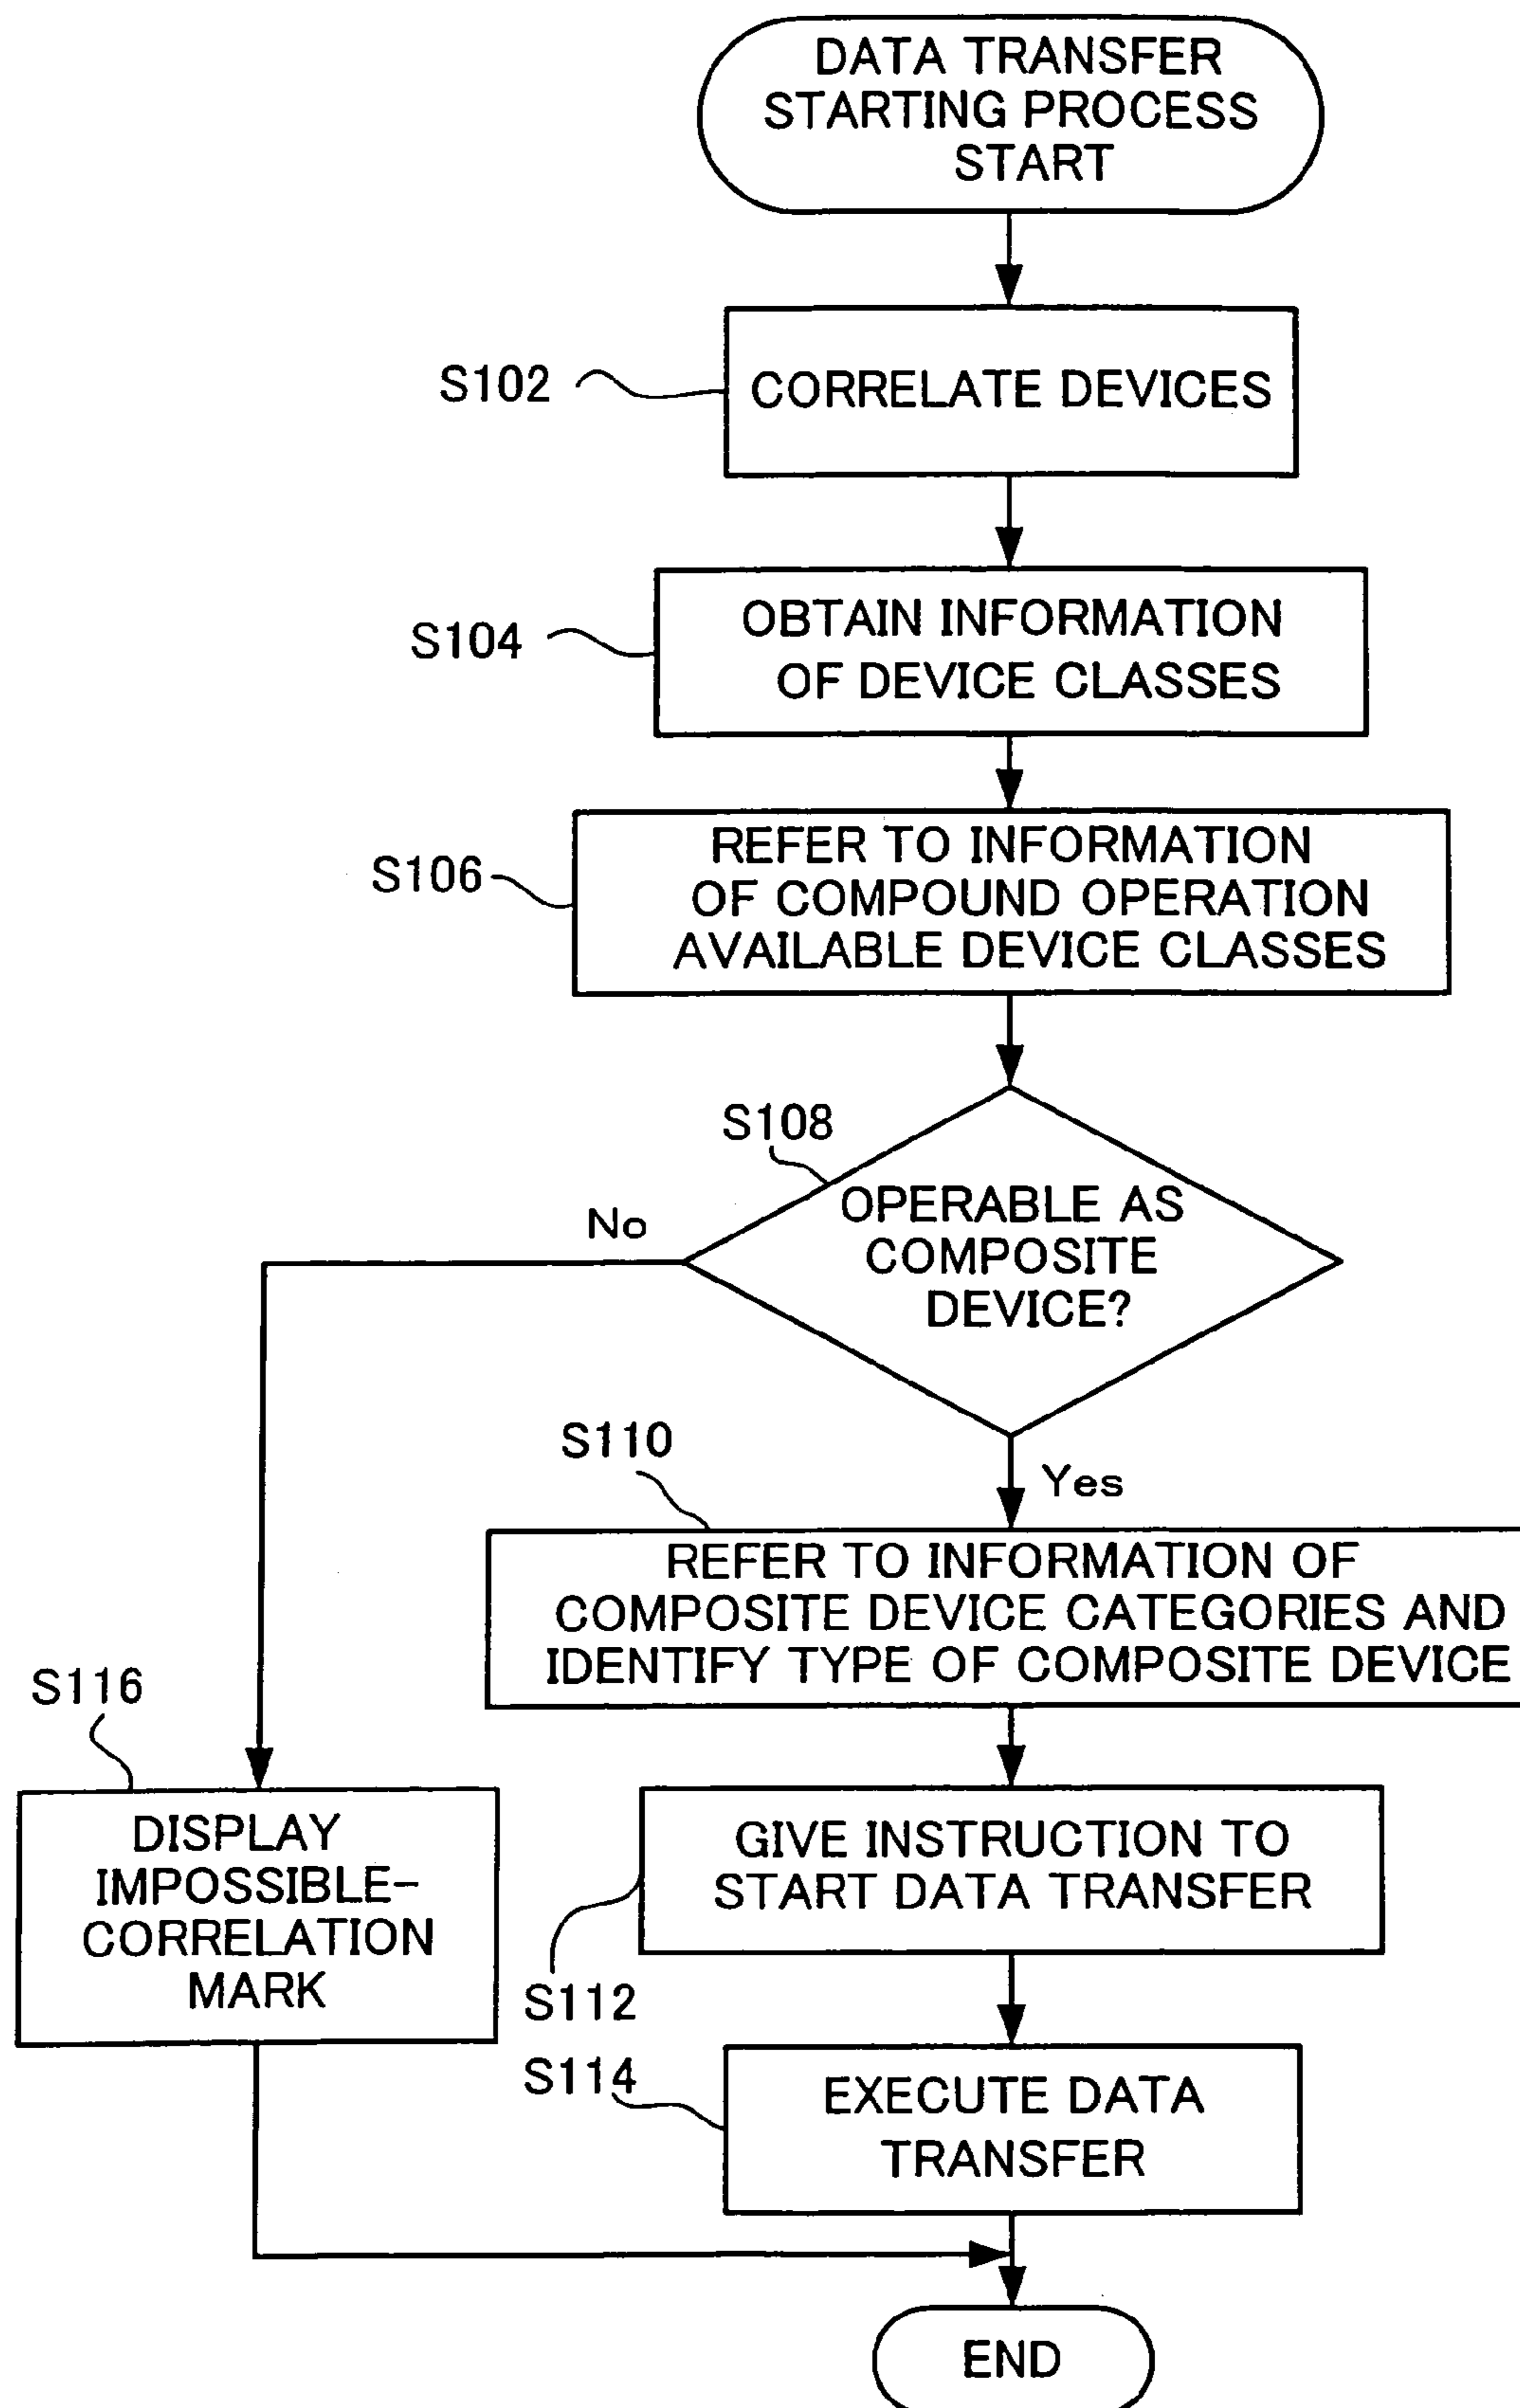 DATA TRANSFER
STARTING PROCESS
START
S102
CORRELATE DEVICES
S104
OBTAIN INFORMATION
OF DEVICE CLASSES
S106
REFER TO INFORMATION
OF COMPOUND OPERATION
AVAILABLE DEVICE CLASSES
S108
OPERABLE AS
COMPOSITE
DEVICE?
No
Yes
S110
REFER TO INFORMATION OF
COMPOSITE DEVICE CATEGORIES AND
IDENTIFY TYPE OF COMPOSITE DEVICE
S116
DISPLAY
IMPOSSIBLE-
CORRELATION
MARK
GIVE INSTRUCTION TO
START DATA TRANSFER
S112
S114
EXECUTE DATA
TRANSFER
END